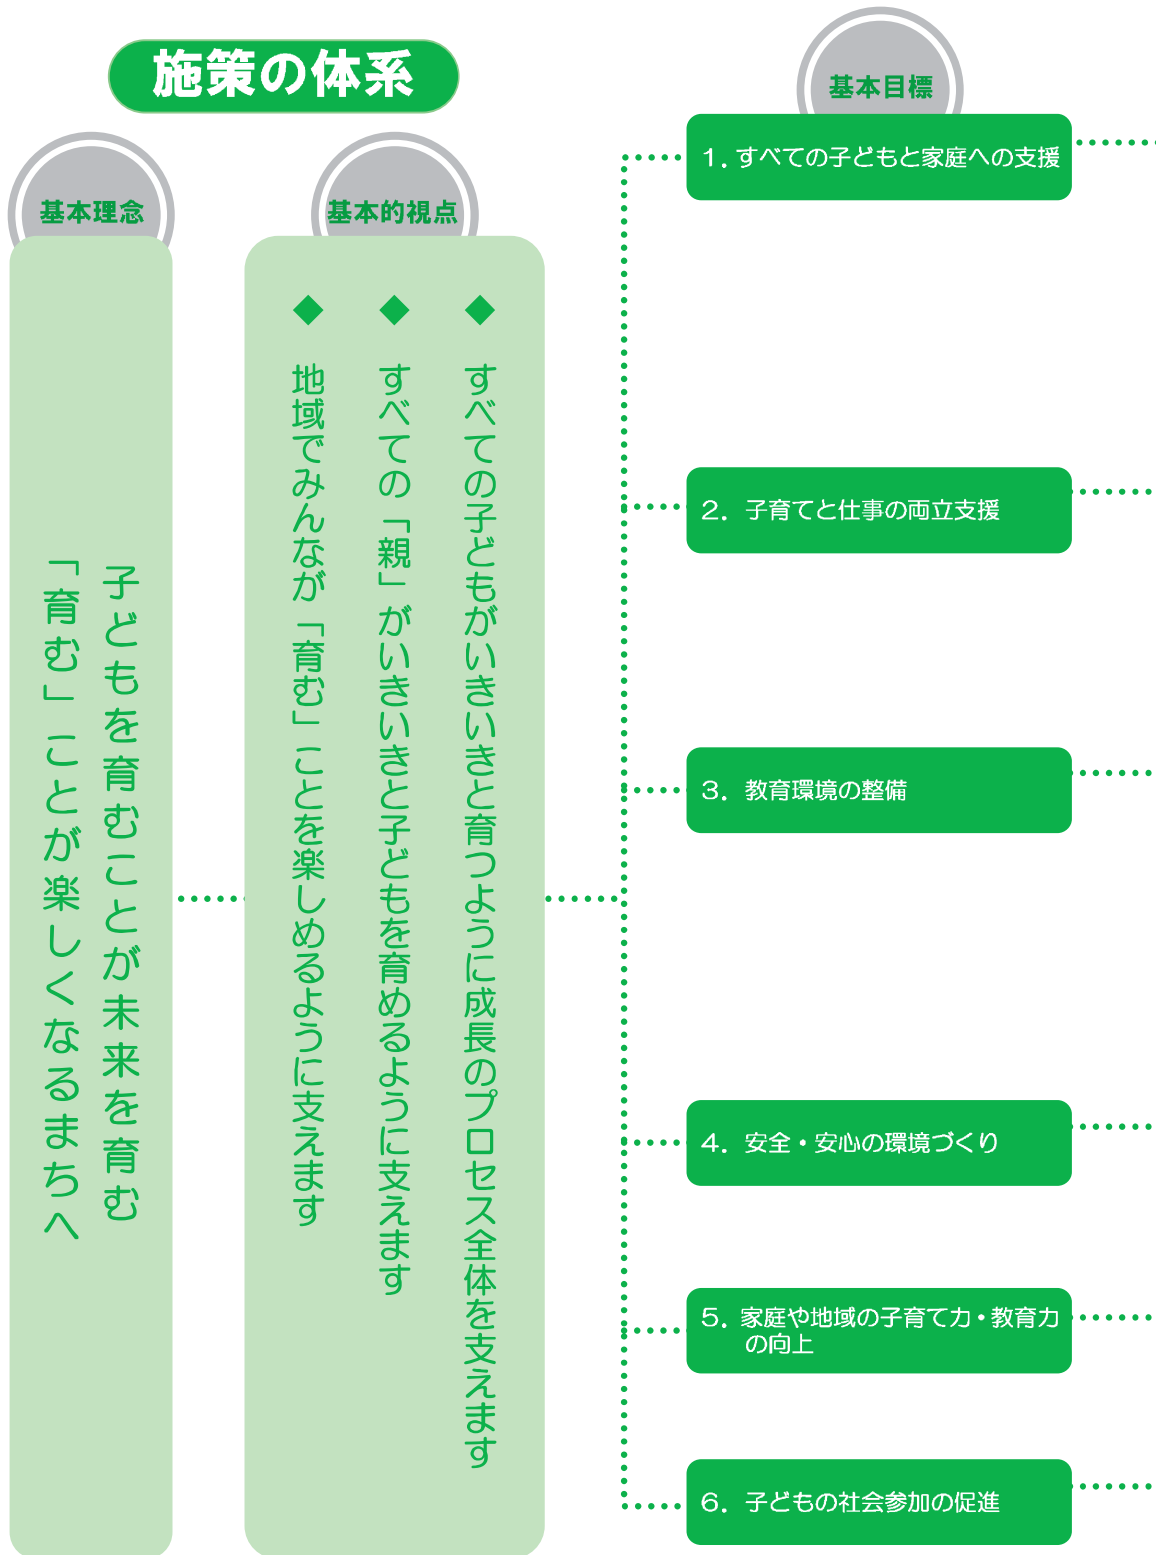 施策の体系
基本理念
子どもを育むことが未来を育む
「育む」ことが楽しくなるまちへ
基本的視点
◆ すべての子どもがいきいきと育つように成長のプロセス全体を支えます
◆ すべての「親」がいきいきと子どもを育めるように支えます
◆ 地域でみんなが「育む」ことを楽しめるように支えます
基本目標
1. すべての子どもと家庭への支援
2. 子育てと仕事の両立支援
3. 教育環境の整備
4. 安全・安心の環境づくり
5. 家庭や地域の子育て力・教育力
の向上
6. 子どもの社会参加の促進